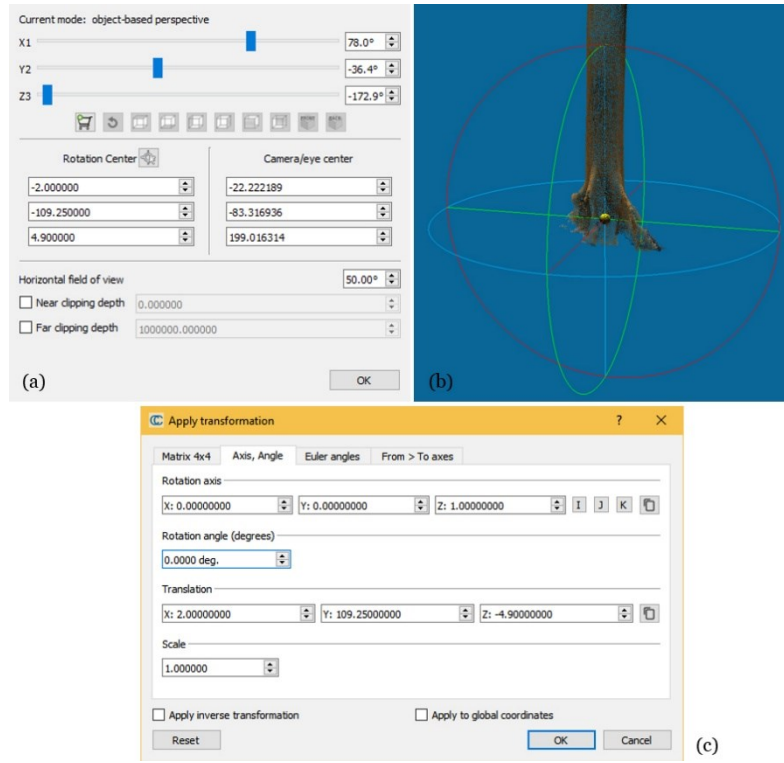 Current mode: object-based perspective
X1 78.0°
Y2 -36.4°
Z3 -172.9°
FRONT BACK
Rotation Center Camera/eye center
-2.000000 -22.222189
-109.250000 -83.316936
4.900000 199.016314
Horizontal field of view 50.00°
Near clipping depth 0.000000
Far clipping depth 1000000.000000
(a) OK
(b)
Apply transformation ? X
Matrix 4x4 Axis, Angle Euler angles From > To axes
Rotation axis
X: 0.00000000 Y: 0.00000000 Z: 1.00000000 I J K
Rotation angle (degrees)
0.0000 deg.
Translation
X: 2.00000000 Y: 109.25000000 Z: -4.90000000
Scale
1.000000
Apply inverse transformation Apply to global coordinates
Reset OK Cancel
(c)